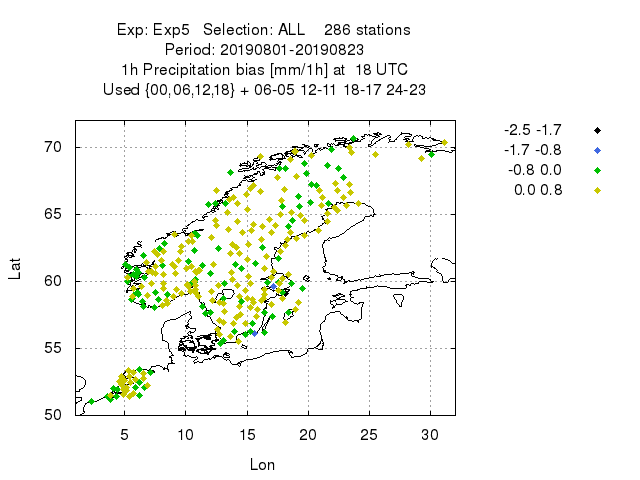 Exp: Exp5 Selection: ALL 286 stations
Period: 20190801-20190823
1h Precipitation bias [mm/1h] at 18 UTC
Used {00,06,12,18} + 06-05 12-11 18-17 24-23
-2.5 -1.7
-1.7 -0.8
-0.8 0.0
0.0 0.8
70
65
60
55
50
Lat
5 10 15 20 25 30
Lon